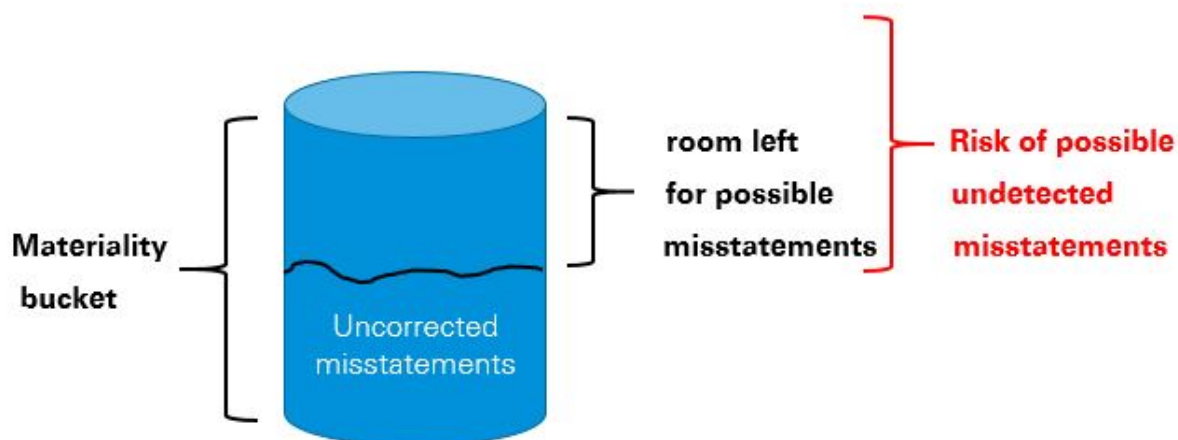 Materiality
bucket
Uncorrected
misstatements
room left
for possible
misstatements
Risk of possible
undetected
misstatements